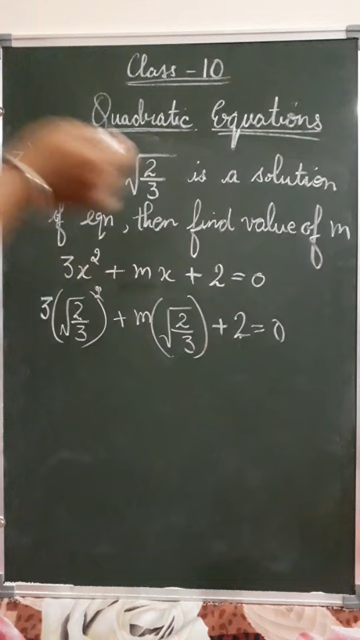 Class - 10
Quadratic Equations
√2/3 is a solution
of eqn, then find value of m
3x² + mx + 2 = 0
3(√2/3)² + m(√2/3) + 2 = 0